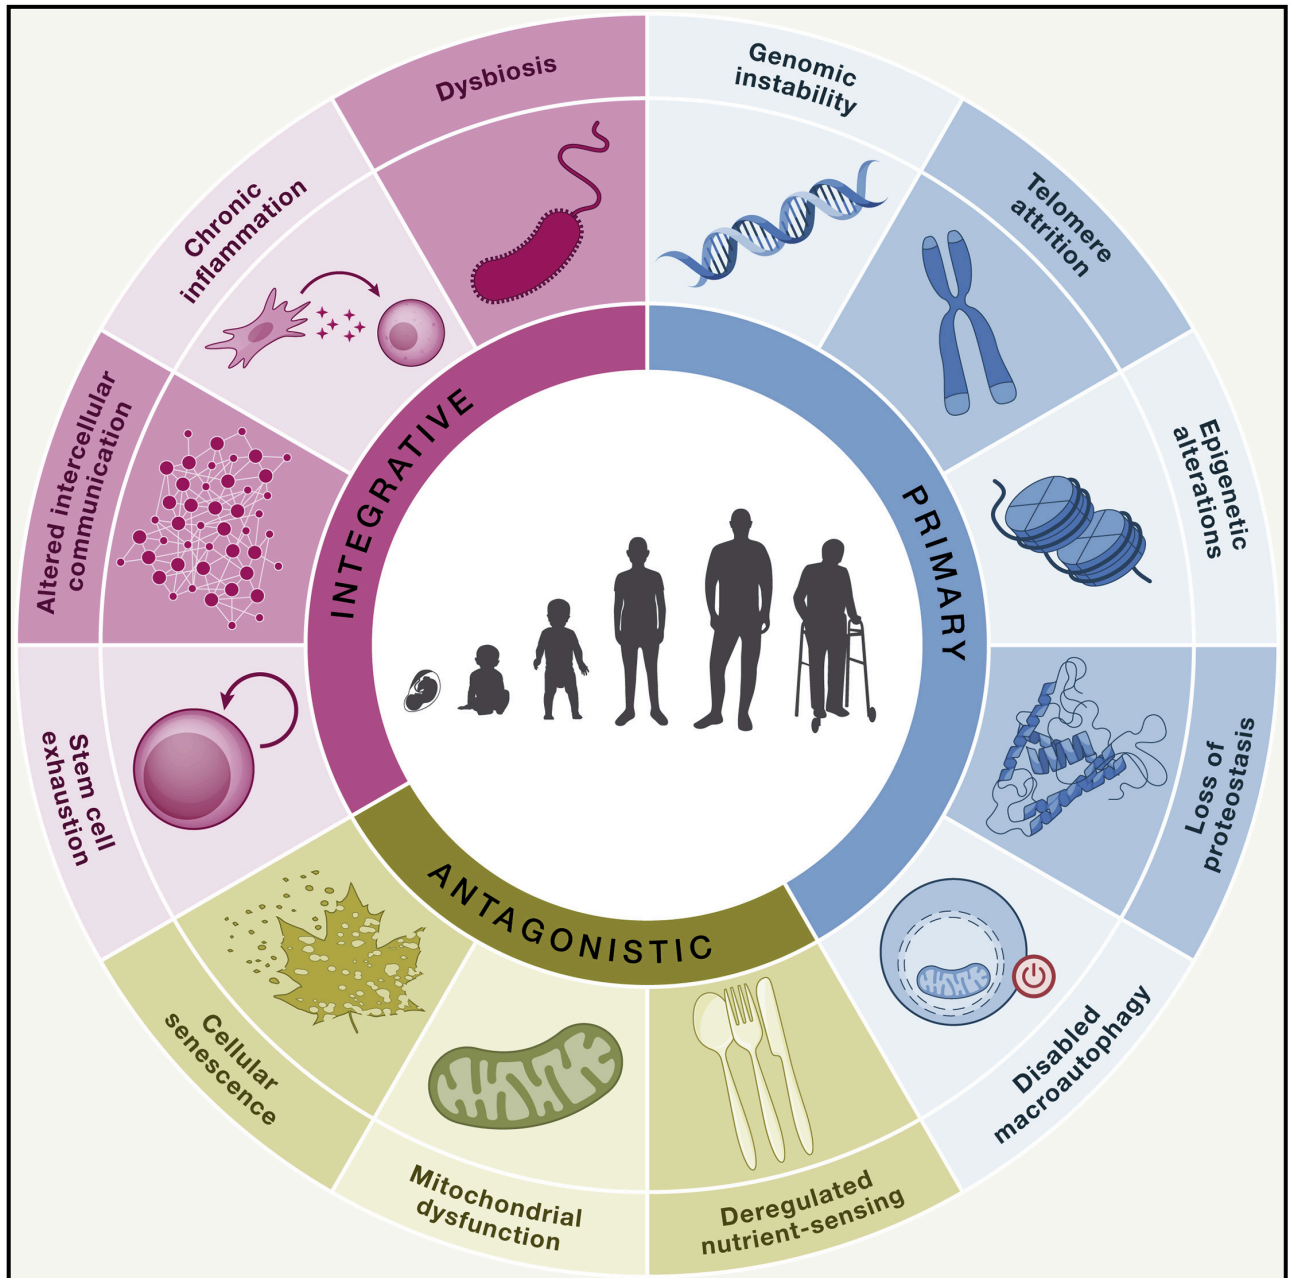 Genomic
instability
Telomere
attrition
Epigenetic
alterations
Loss of
proteostasis
Disabled
macroautophagy
Deregulated
nutrient-sensing
Mitochondrial
dysfunction
Cellular
senescence
Stem cell
exhaustion
Altered intercellular
communication
Chronic
inflammation
Dysbiosis
PRIMARY
ANTAGONISTIC
INTEGRATIVE